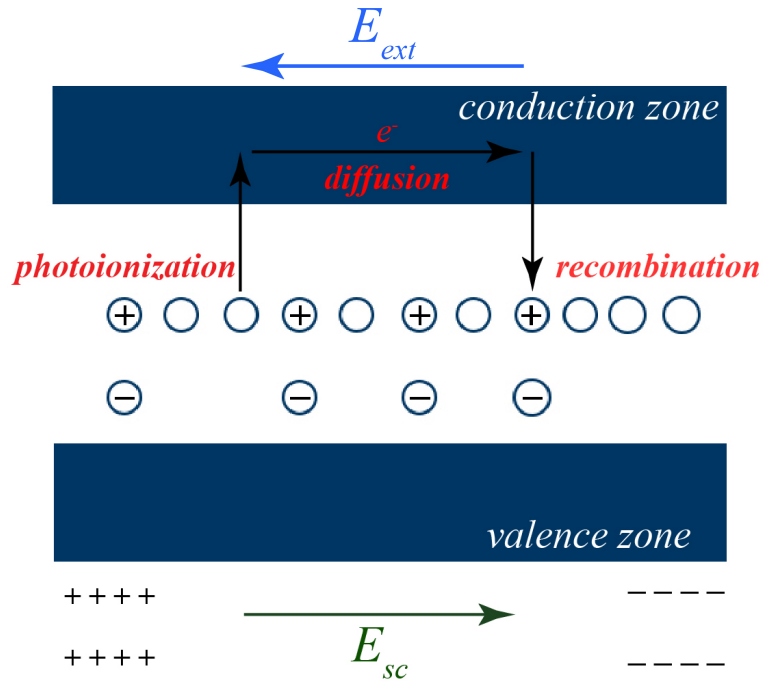 E_ext
conduction zone
e-
diffusion
photoionization
recombination
+ + + +
− − − −
valence zone
+ + + +
− − − −
E_sc
+ + + +
− − − −